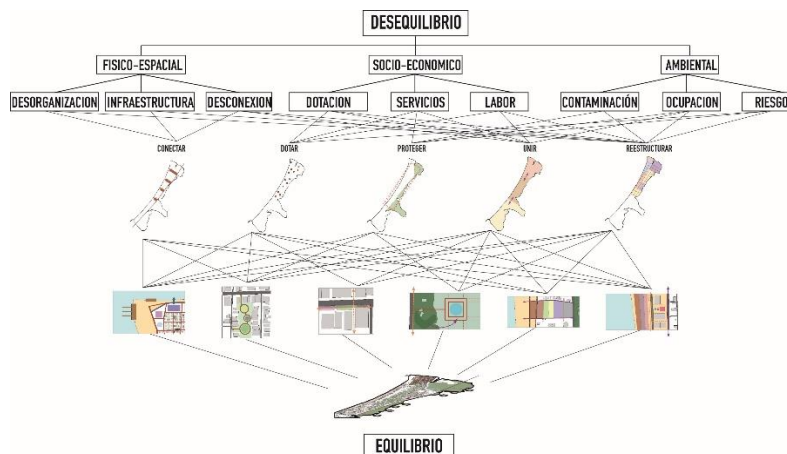 DESEQUILIBRIO
FISICO-ESPACIAL SOCIO-ECONOMICO AMBIENTAL
DESORGANIZACION INFRAESTRUCTURA DESCONEXION DOTACION SERVICIOS LABOR CONTAMINACIÓN OCUPACION RIESGO
CONECTAR DOTAR PROTEGER UNIR REESTRUCTURAR
EQUILIBRIO